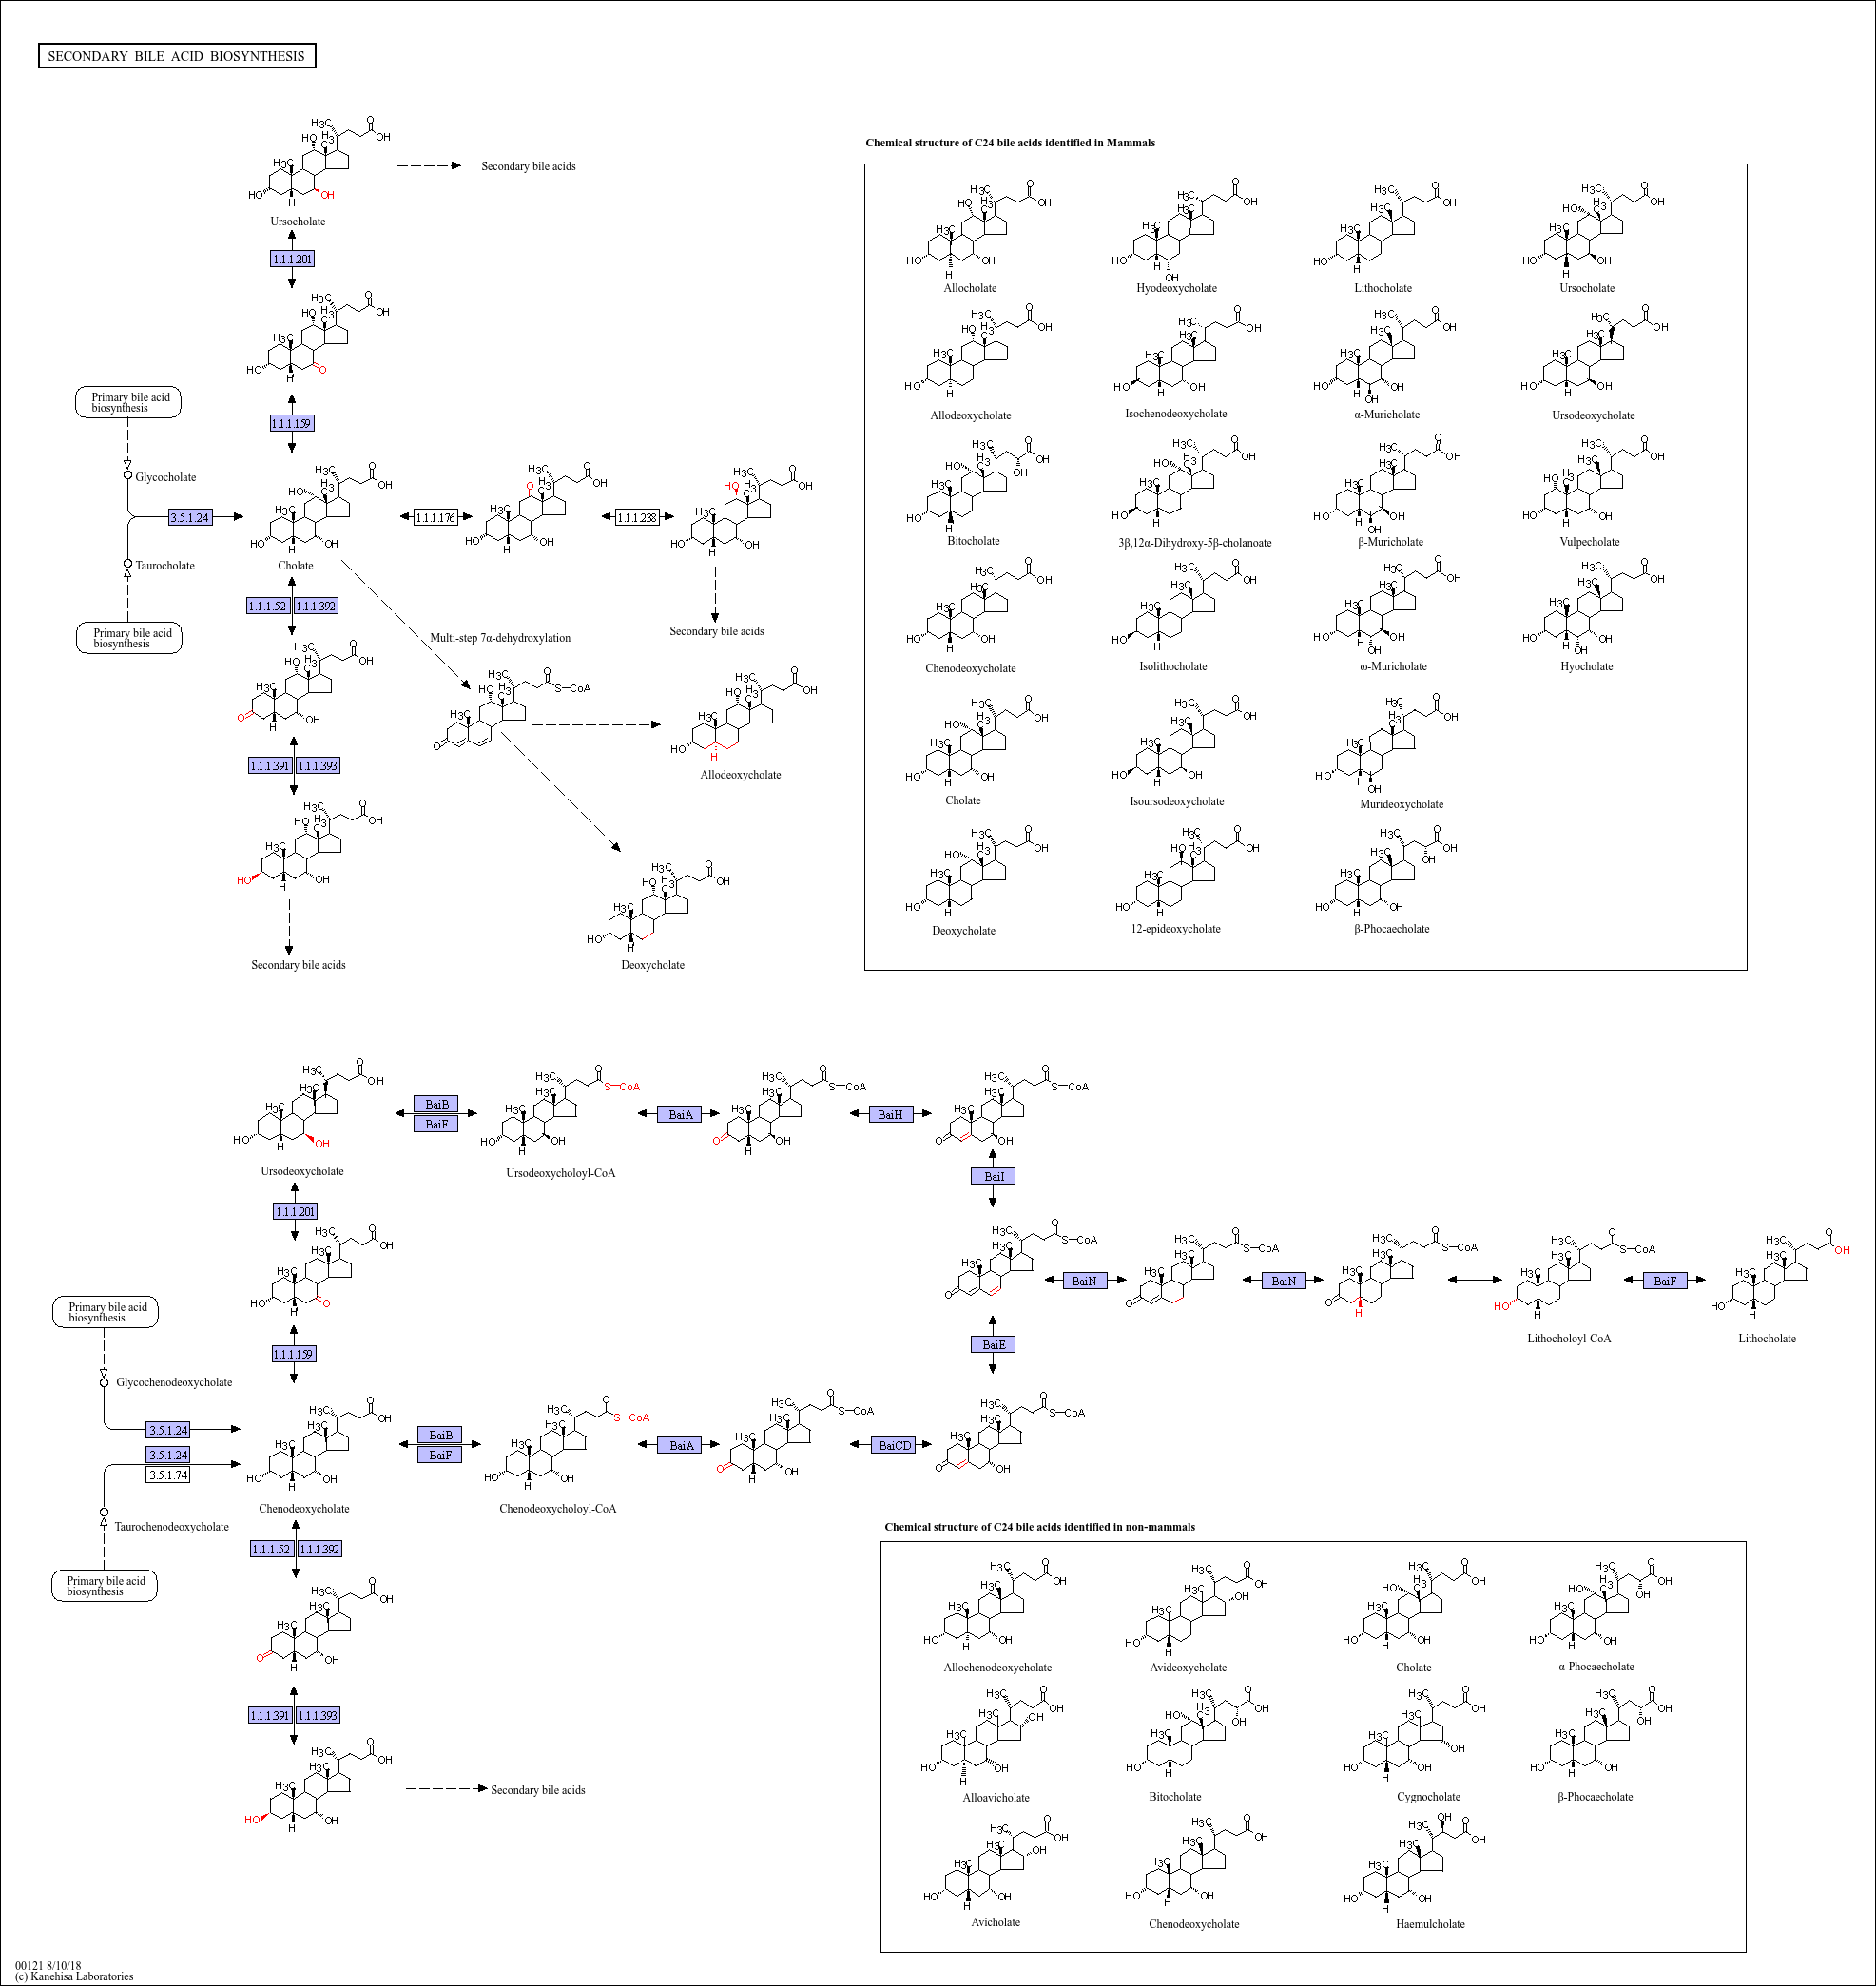 SECONDARY BILE ACID BIOSYNTHESIS
Ursocholate
Secondary bile acids
1.1.1.201
1.1.1.159
Primary bile acid
biosynthesis
Glycocholate
3.5.1.24
Taurocholate
Primary bile acid
biosynthesis
Cholate
1.1.1.176
1.1.1.238
Secondary bile acids
1.1.1.52
1.1.1.392
Multi-step 7α-dehydroxylation
S-CoA
Allodeoxycholate
1.1.1.391
1.1.1.393
Secondary bile acids
Deoxycholate
Chemical structure of C24 bile acids identified in Mammals
Allocholate
Hyodeoxycholate
Lithocholate
Ursocholate
Allodeoxycholate
Isochenodeoxycholate
α-Muricholate
Ursodeoxycholate
Bitocholate
3β,12α-Dihydroxy-5β-cholanoate
β-Muricholate
Vulpecholate
Chenodeoxycholate
Isolithocholate
ω-Muricholate
Hyocholate
Cholate
Isoursodeoxycholate
Murideoxycholate
Deoxycholate
12-epideoxycholate
β-Phocaecholate
Ursodeoxycholate
BaiB
BaiF
Ursodeoxycholoyl-CoA
BaiA
BaiH
BaiI
1.1.1.201
BaiN
BaiN
Lithocholoyl-CoA
BaiF
Lithocholate
BaiE
1.1.1.159
Primary bile acid
biosynthesis
Glycochenodeoxycholate
3.5.1.24
3.5.1.24
3.5.1.74
Taurochenodeoxycholate
Primary bile acid
biosynthesis
Chenodeoxycholate
BaiB
BaiF
Chenodeoxycholoyl-CoA
BaiA
BaiCD
1.1.1.52
1.1.1.392
1.1.1.391
1.1.1.393
Secondary bile acids
Chemical structure of C24 bile acids identified in non-mammals
Allochenodeoxycholate
Avideoxycholate
Cholate
α-Phocaecholate
Alloavicholate
Bitocholate
Cygnocholate
β-Phocaecholate
Avicholate
Chenodeoxycholate
Haemulcholate
00121 8/10/18
(c) Kanehisa Laboratories